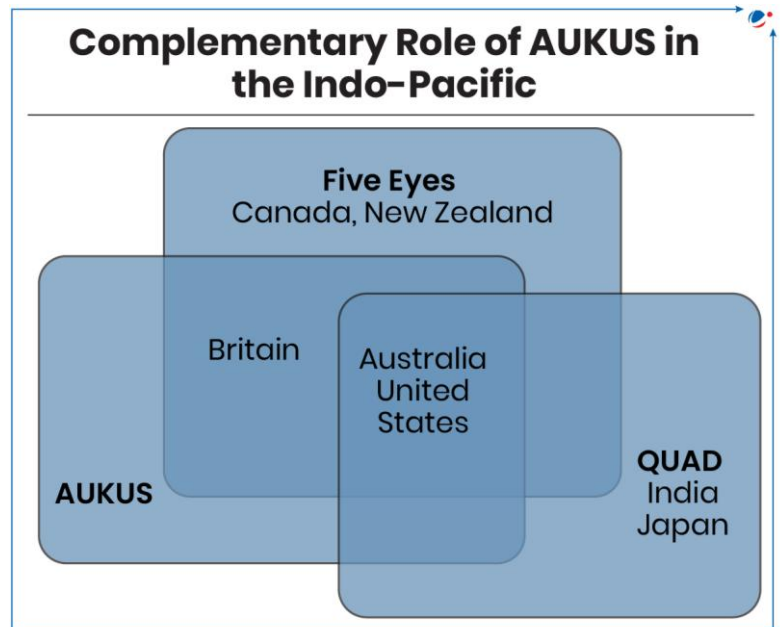 Complementary Role of AUKUS in
the Indo-Pacific
Five Eyes
Canada, New Zealand
Britain
Australia
United
States
AUKUS
QUAD
India
Japan